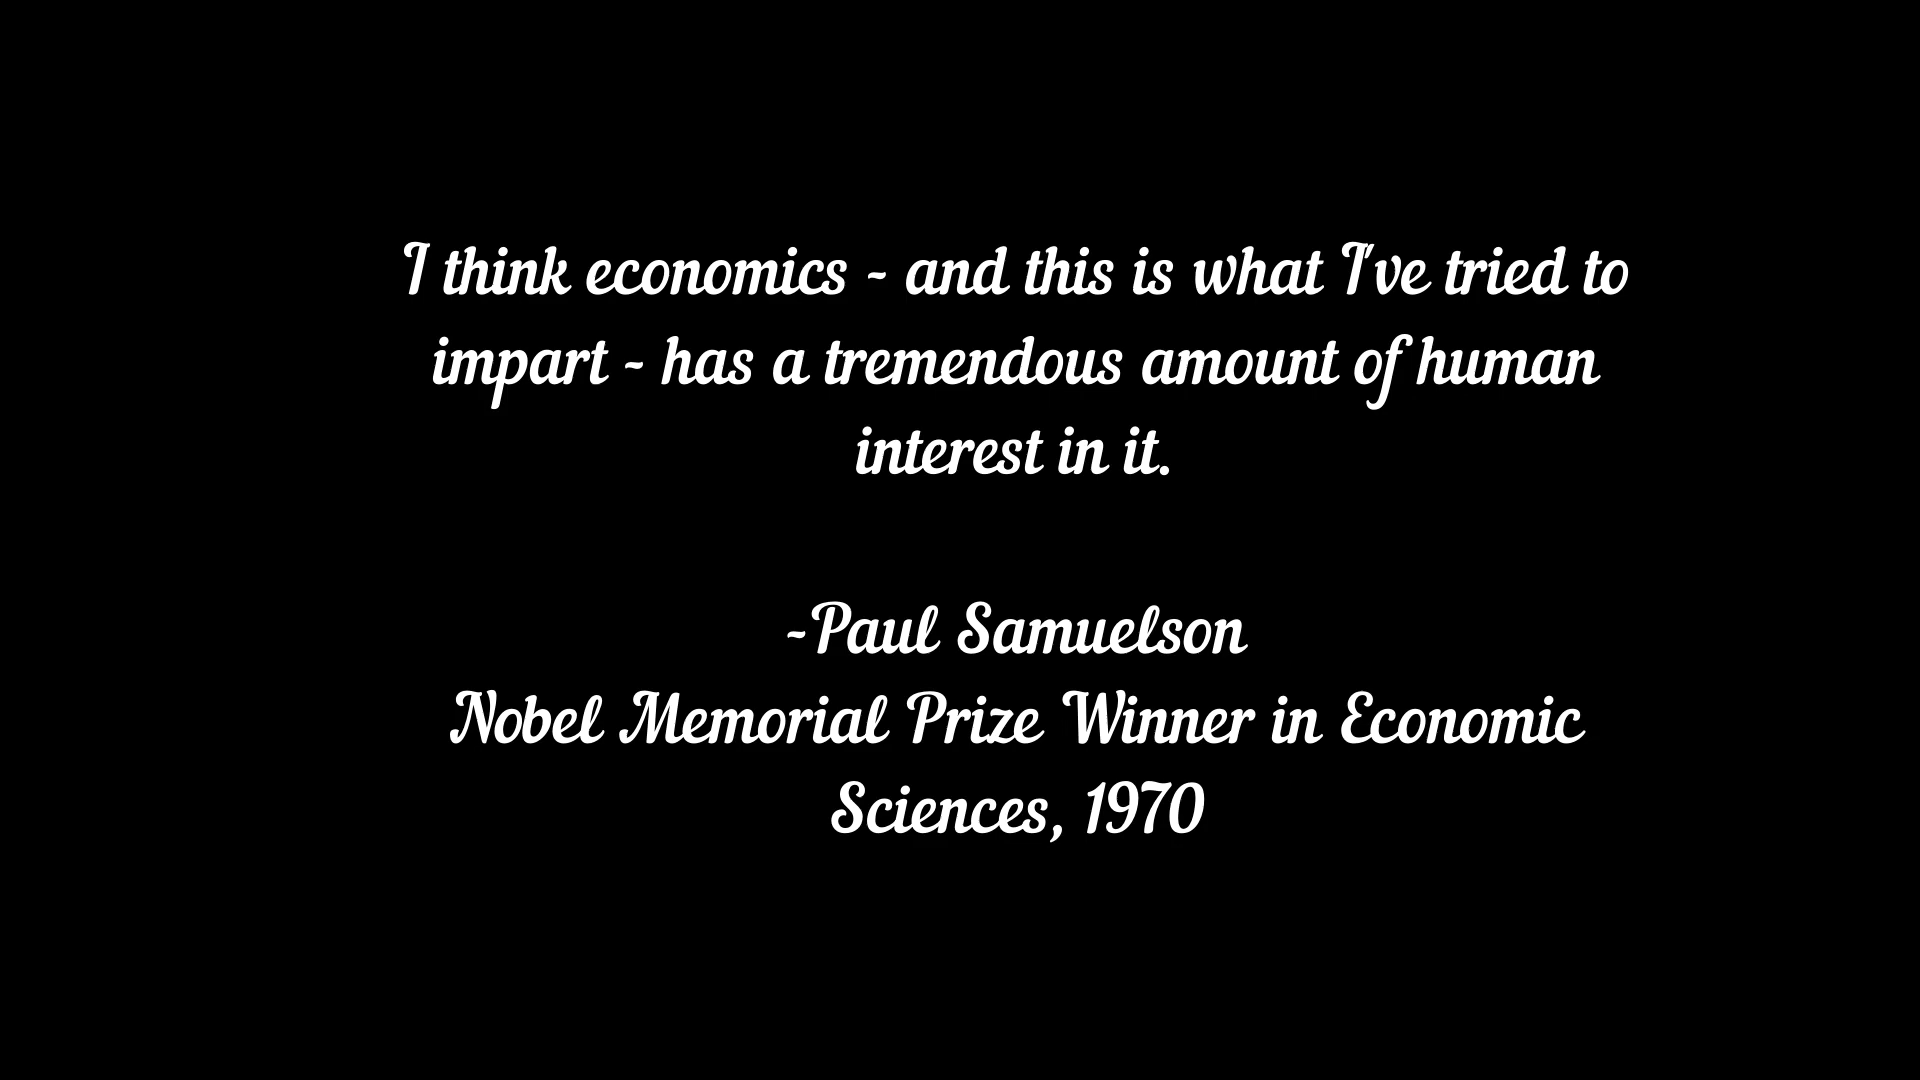 I think economics - and this is what I've tried to
impart - has a tremendous amount of human
interest in it.
-Paul Samuelson
Nobel Memorial Prize Winner in Economic
Sciences, 1970